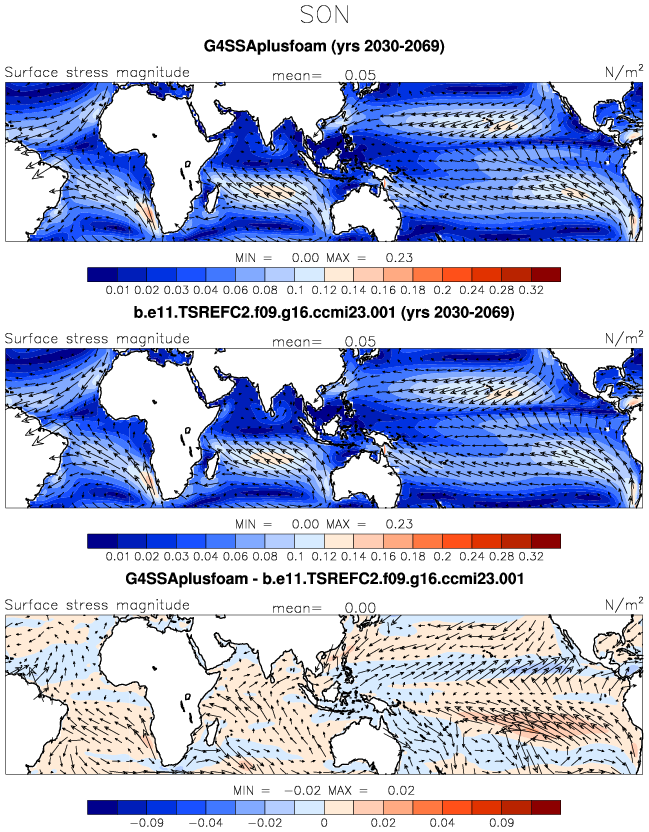 SON
G4SSAplusfoam (yrs 2030-2069)
Surface stress magnitude mean= 0.05 N/m²
MIN = 0.00 MAX = 0.23
0.01 0.02 0.03 0.04 0.06 0.08 0.1 0.12 0.14 0.16 0.18 0.2 0.24 0.28 0.32
b.e11.TSREFC2.f09.g16.ccmi23.001 (yrs 2030-2069)
Surface stress magnitude mean= 0.05 N/m²
MIN = 0.00 MAX = 0.23
0.01 0.02 0.03 0.04 0.06 0.08 0.1 0.12 0.14 0.16 0.18 0.2 0.24 0.28 0.32
G4SSAplusfoam - b.e11.TSREFC2.f09.g16.ccmi23.001
Surface stress magnitude mean= 0.00 N/m²
MIN = −0.02 MAX = 0.02
−0.09 −0.04 −0.02 0 0.02 0.04 0.09